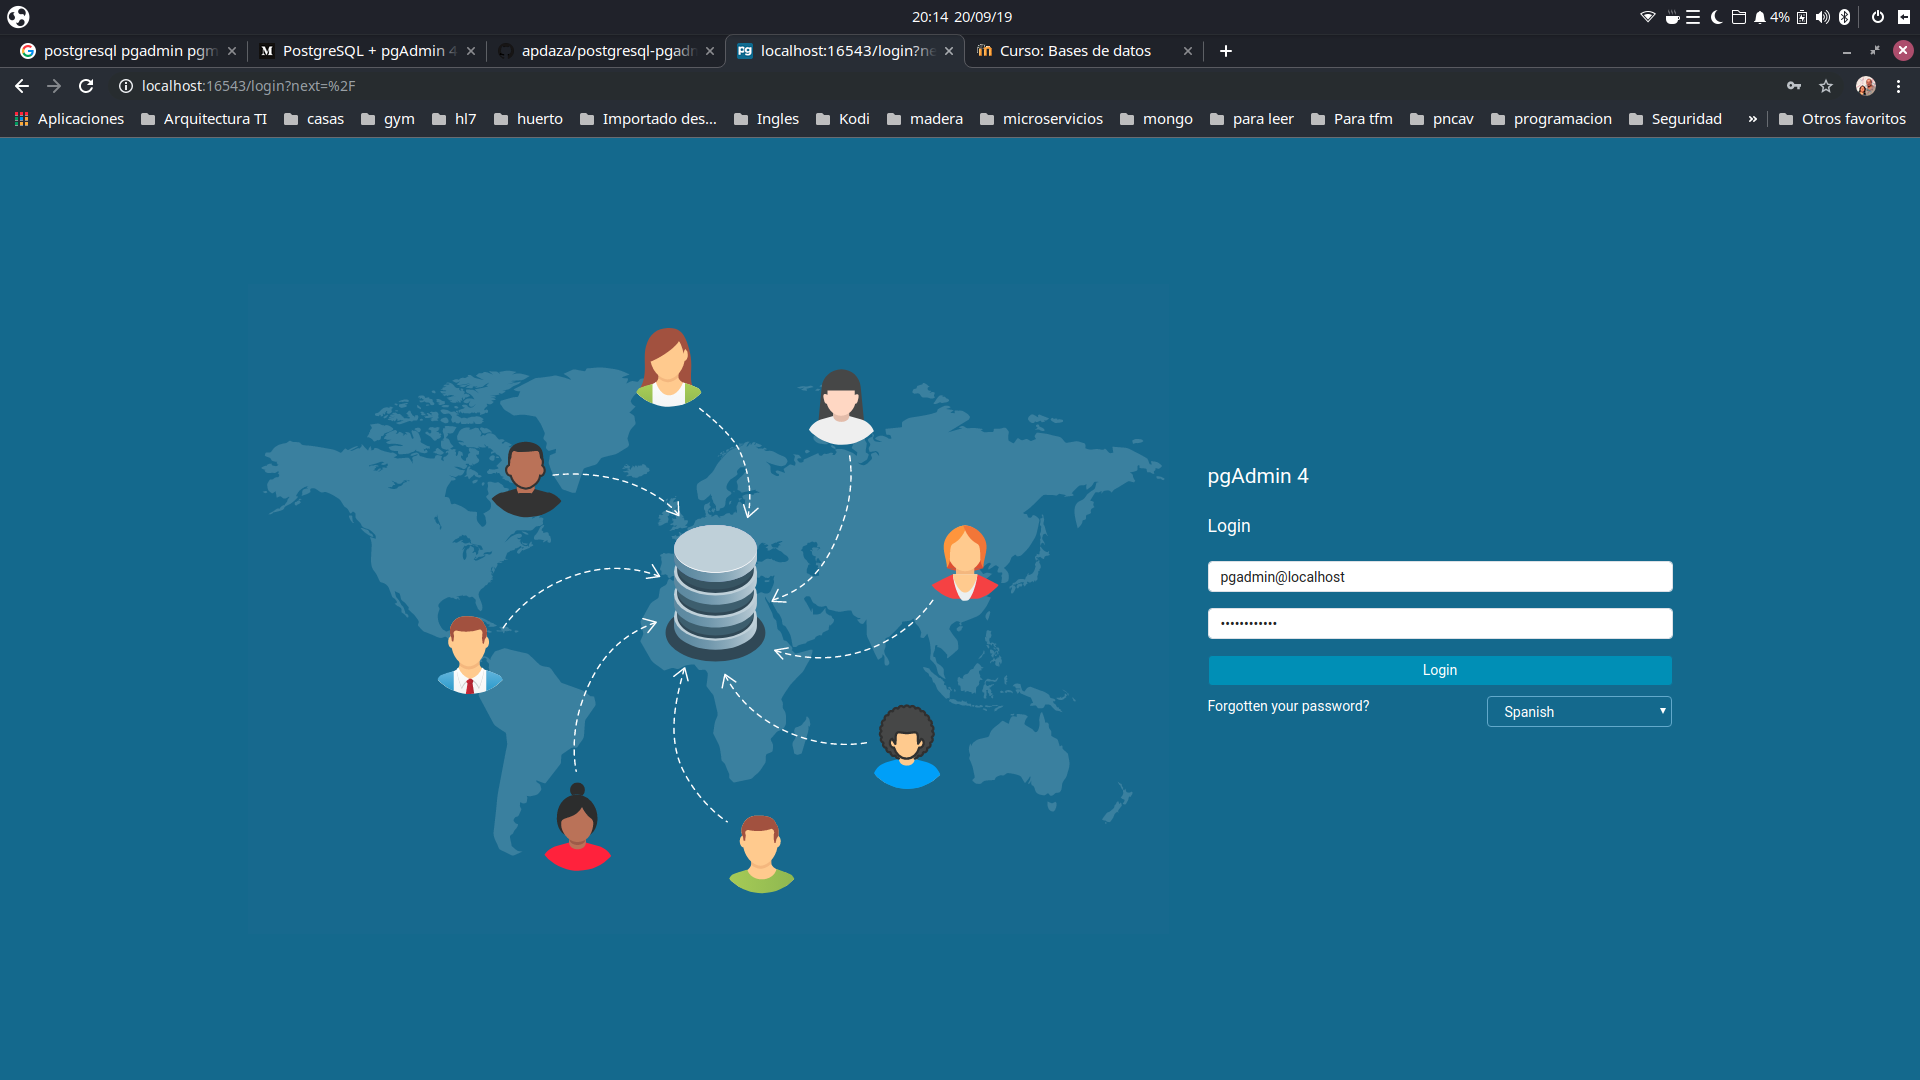 20:14 20/09/19
4%
postgresql pgadmin pgm
PostgreSQL + pgAdmin 4
apdaza/postgresql-pgadn
pg localhost:16543/login?ne
Curso: Bases de datos
localhost:16543/login?next=%2F
Aplicaciones Arquitectura TI casas gym hl7 huerto Importado des... Ingles Kodi madera microservicios mongo para leer Para tfm pncav programacion Seguridad » Otros favoritos
pgAdmin 4
Login
pgadmin@localhost
••••••••••••
Login
Forgotten your password?
Spanish